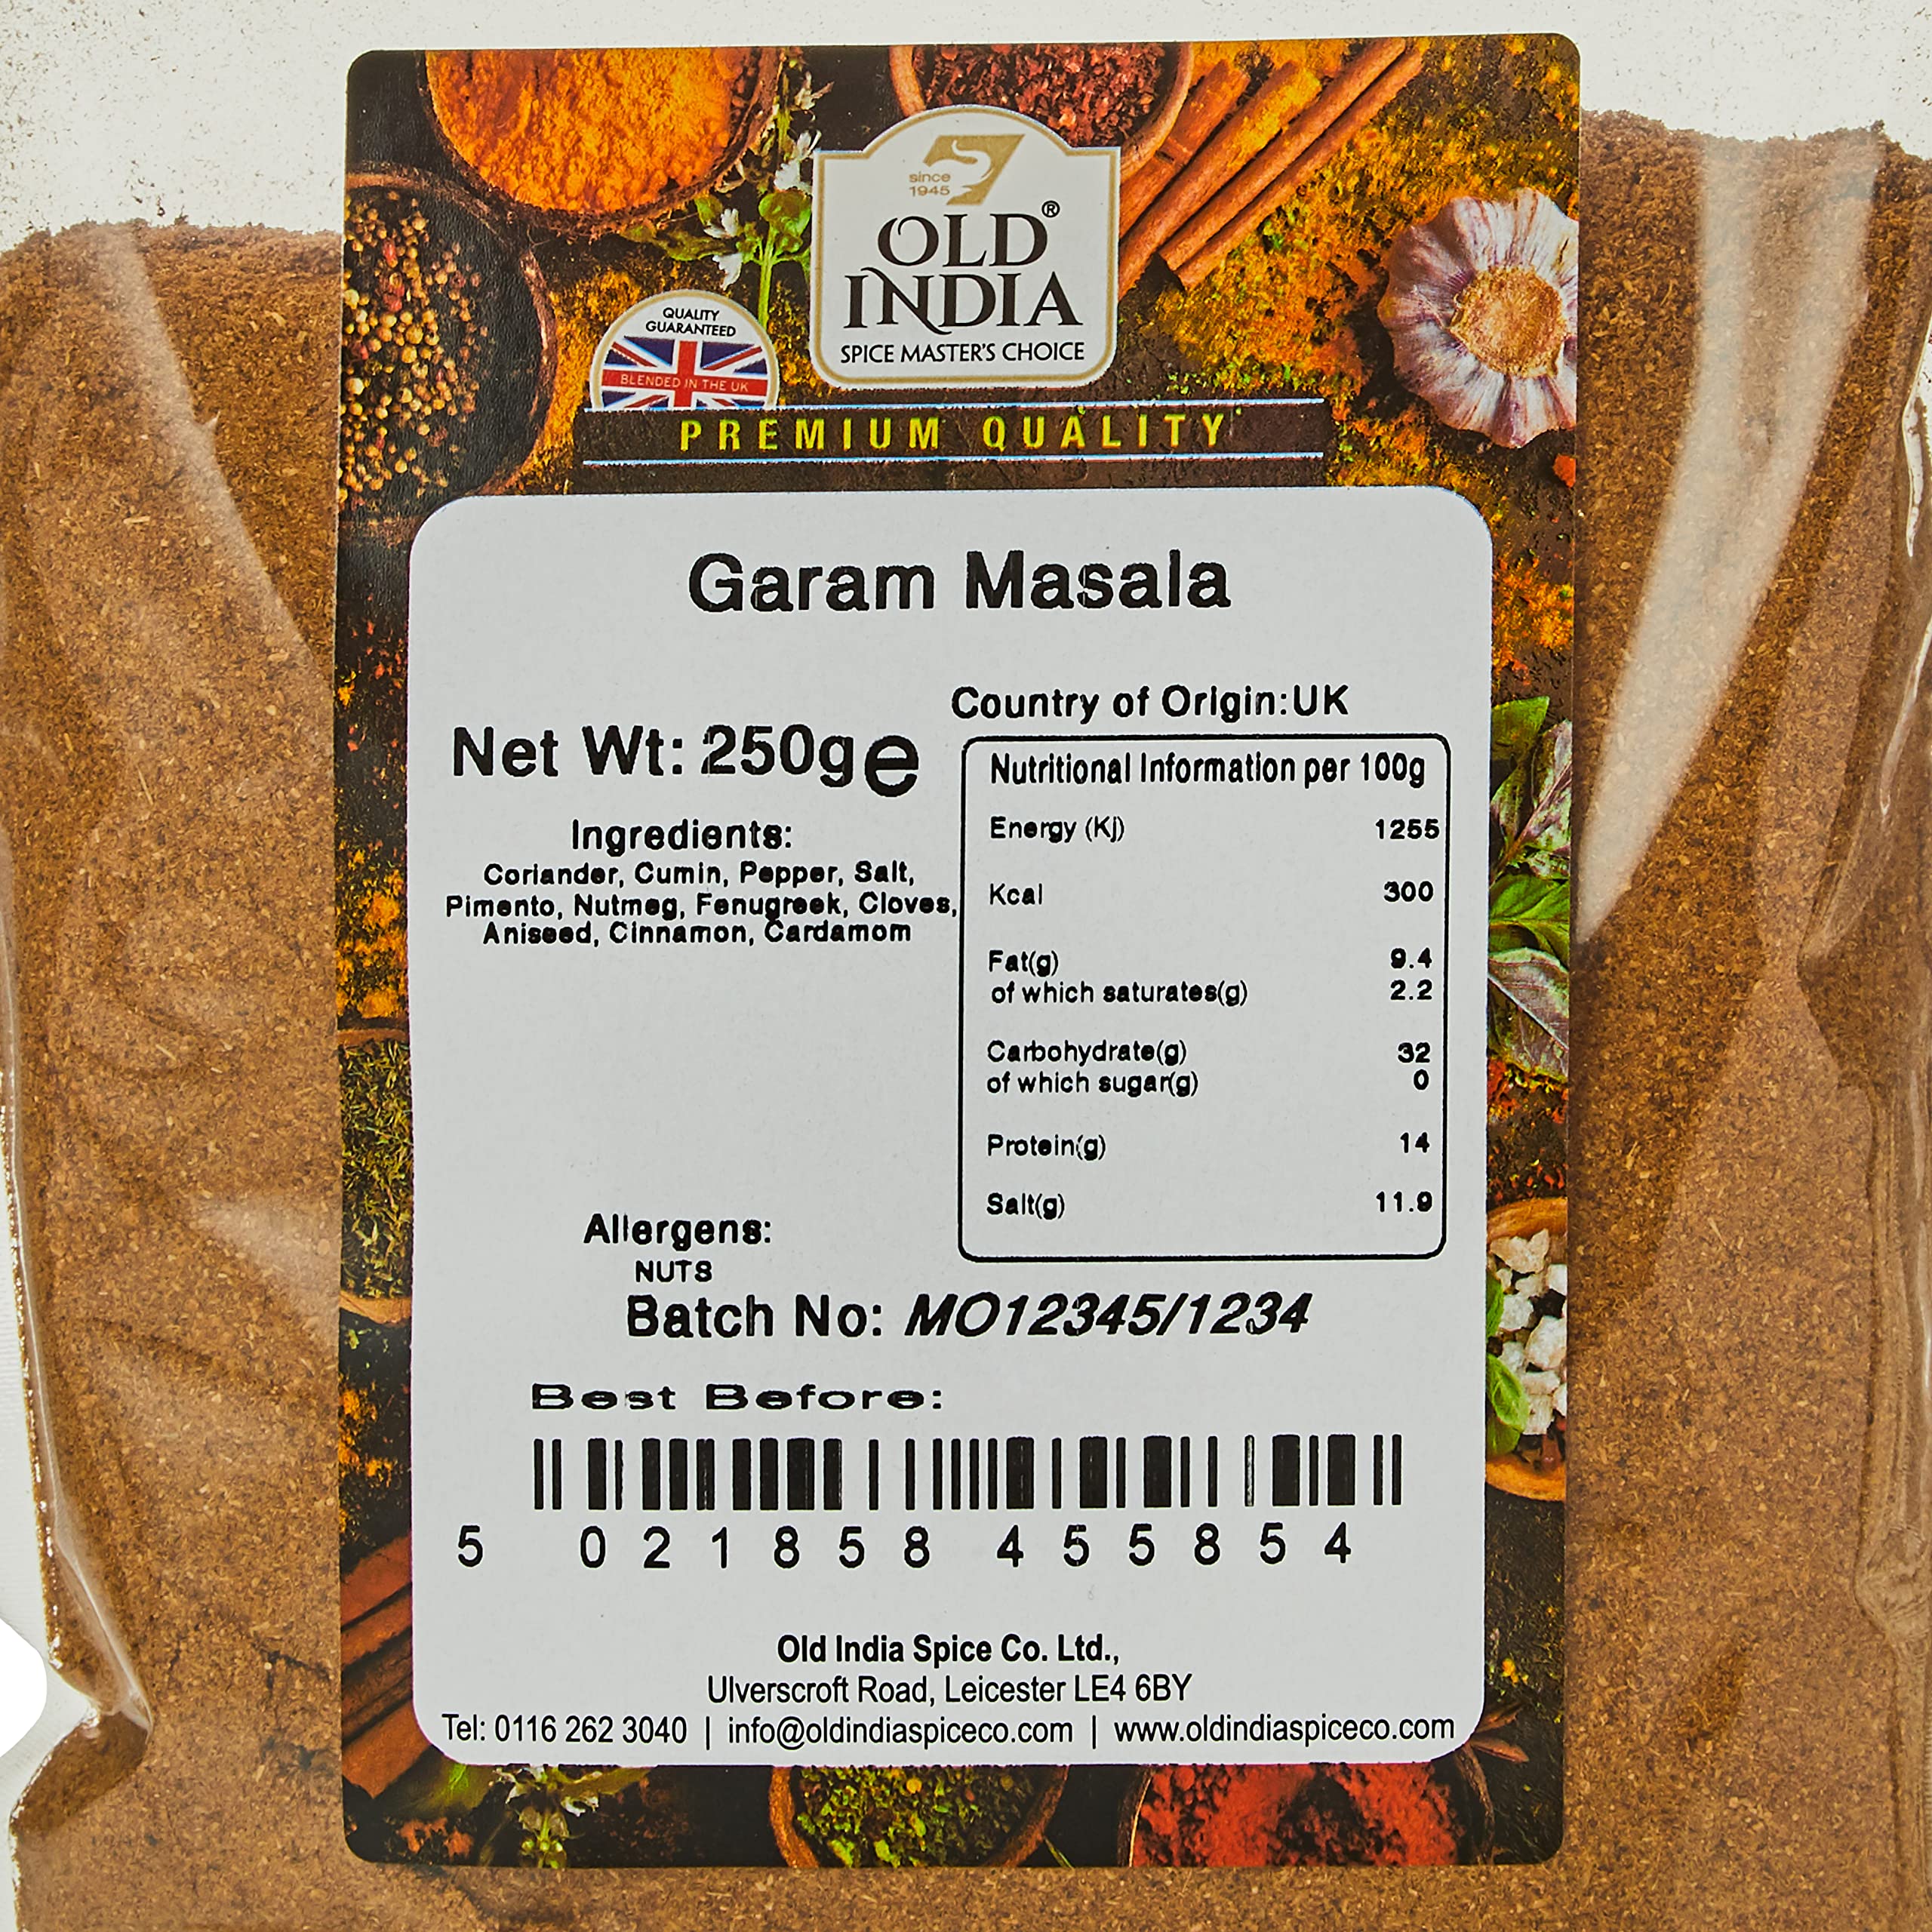 since
1945
OLD®
INDIA
SPICE MASTER'S CHOICE
QUALITY
GUARANTEED
BLENDED IN THE UK
PREMIUM QUALITY
Garam Masala
Country of Origin:UK
Net Wt: 250ge
Ingredients:
Coriander, Cumin, Pepper, Salt,
Pimento, Nutmeg, Fenugreek, Cloves,
Aniseed, Cinnamon, Cardamom
Nutritional Information per 100g
Energy (Kj) 1255
Kcal 300
Fat(g) 9.4
of which saturates(g) 2.2
Carbohydrate(g) 32
of which sugar(g) 0
Protein(g) 14
Salt(g) 11.9
Allergens:
NUTS
Batch No: MO12345/1234
Best Before:
5 021858 455854
Old India Spice Co. Ltd.,
Ulverscroft Road, Leicester LE4 6BY
Tel: 0116 262 3040 | info@oldindiaspiceco.com | www.oldindiaspiceco.com